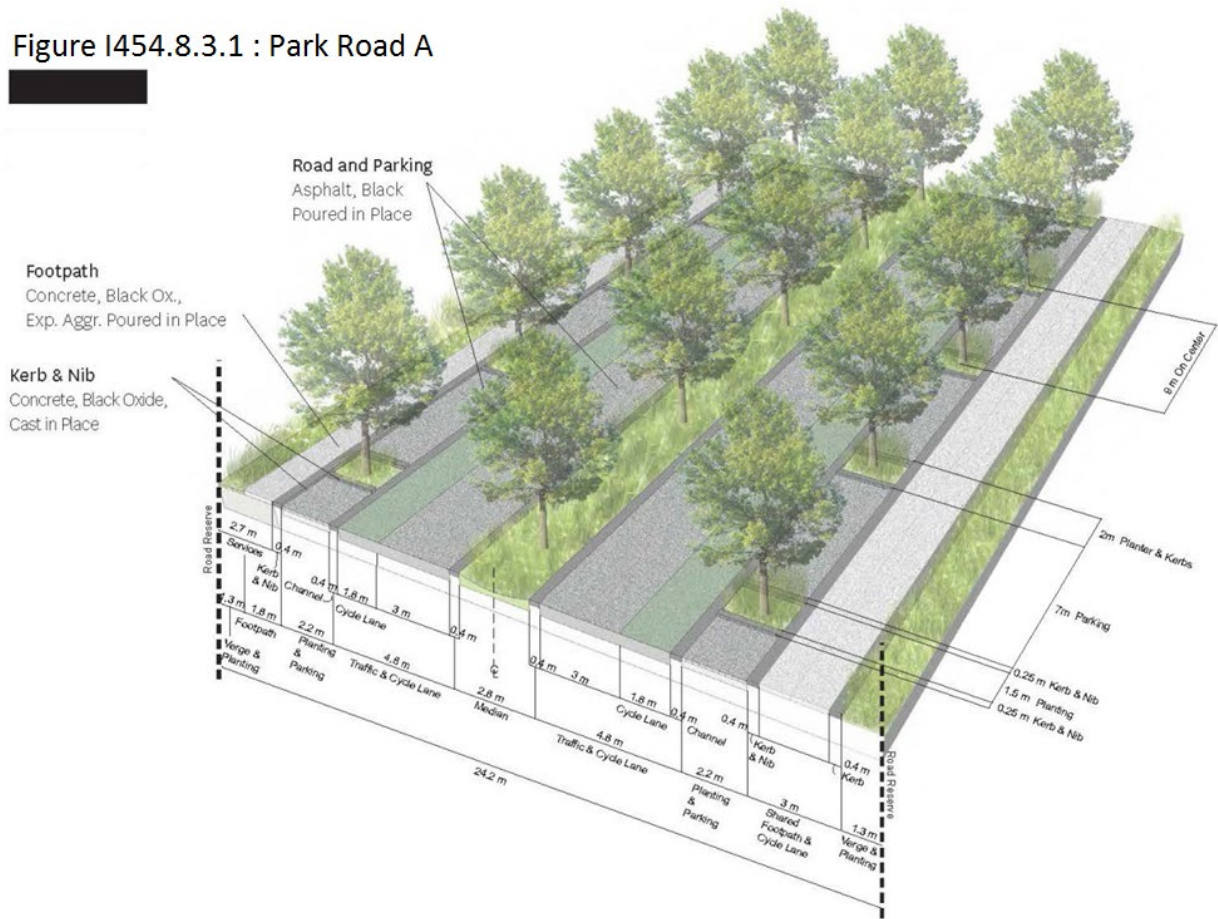 Figure I454.8.3.1 : Park Road A
Road and Parking
Asphalt, Black
Poured in Place
Footpath
Concrete, Black Ox.,
Exp. Aggr. Poured in Place
Kerb & Nib
Concrete, Black Oxide,
Cast in Place
9 m On Center
2m Planter & Kerbs
7m Parking
0.25 m Kerb & Nib
1.5 m Planting
0.25 m Kerb & Nib
Road Reserve
2.7 m
Services
0.4 m
Kerb
& Nib
0.4 m
Channel
1.8 m
Cycle Lane
3 m
0.4 m
℄
0.4 m
3 m
1.8 m
Cycle Lane
0.4 m
Channel
0.4 m
Kerb
& Nib
0.4 m
Kerb
Road Reserve
1.8 m
Footpath
Verge &
Planting
2.2 m
Planting
&
Parking
4.8 m
Traffic & Cycle Lane
2.8 m
Median
4.8 m
Traffic & Cycle Lane
2.2 m
Planting
&
Parking
3 m
Shared
Footpath &
Cycle Lane
1.3 m
Verge &
Planting
24.2 m